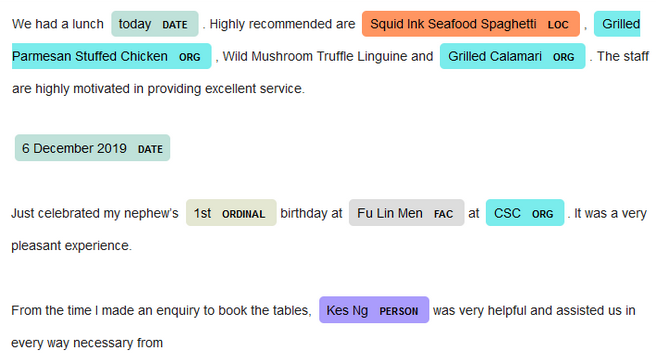 We had a lunch today DATE . Highly recommended are Squid Ink Seafood Spaghetti LOC , Grilled
Parmesan Stuffed Chicken ORG , Wild Mushroom Truffle Linguine and Grilled Calamari ORG . The staff
are highly motivated in providing excellent service.
6 December 2019 DATE
Just celebrated my nephew's 1st ORDINAL birthday at Fu Lin Men FAC at CSC ORG . It was a very
pleasant experience.
From the time I made an enquiry to book the tables, Kes Ng PERSON was very helpful and assisted us in
every way necessary from